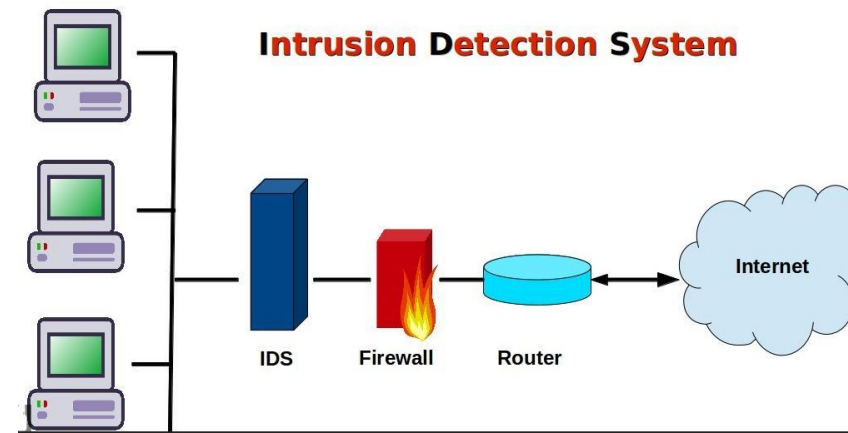 Intrusion Detection System
Internet
IDS
Firewall
Router